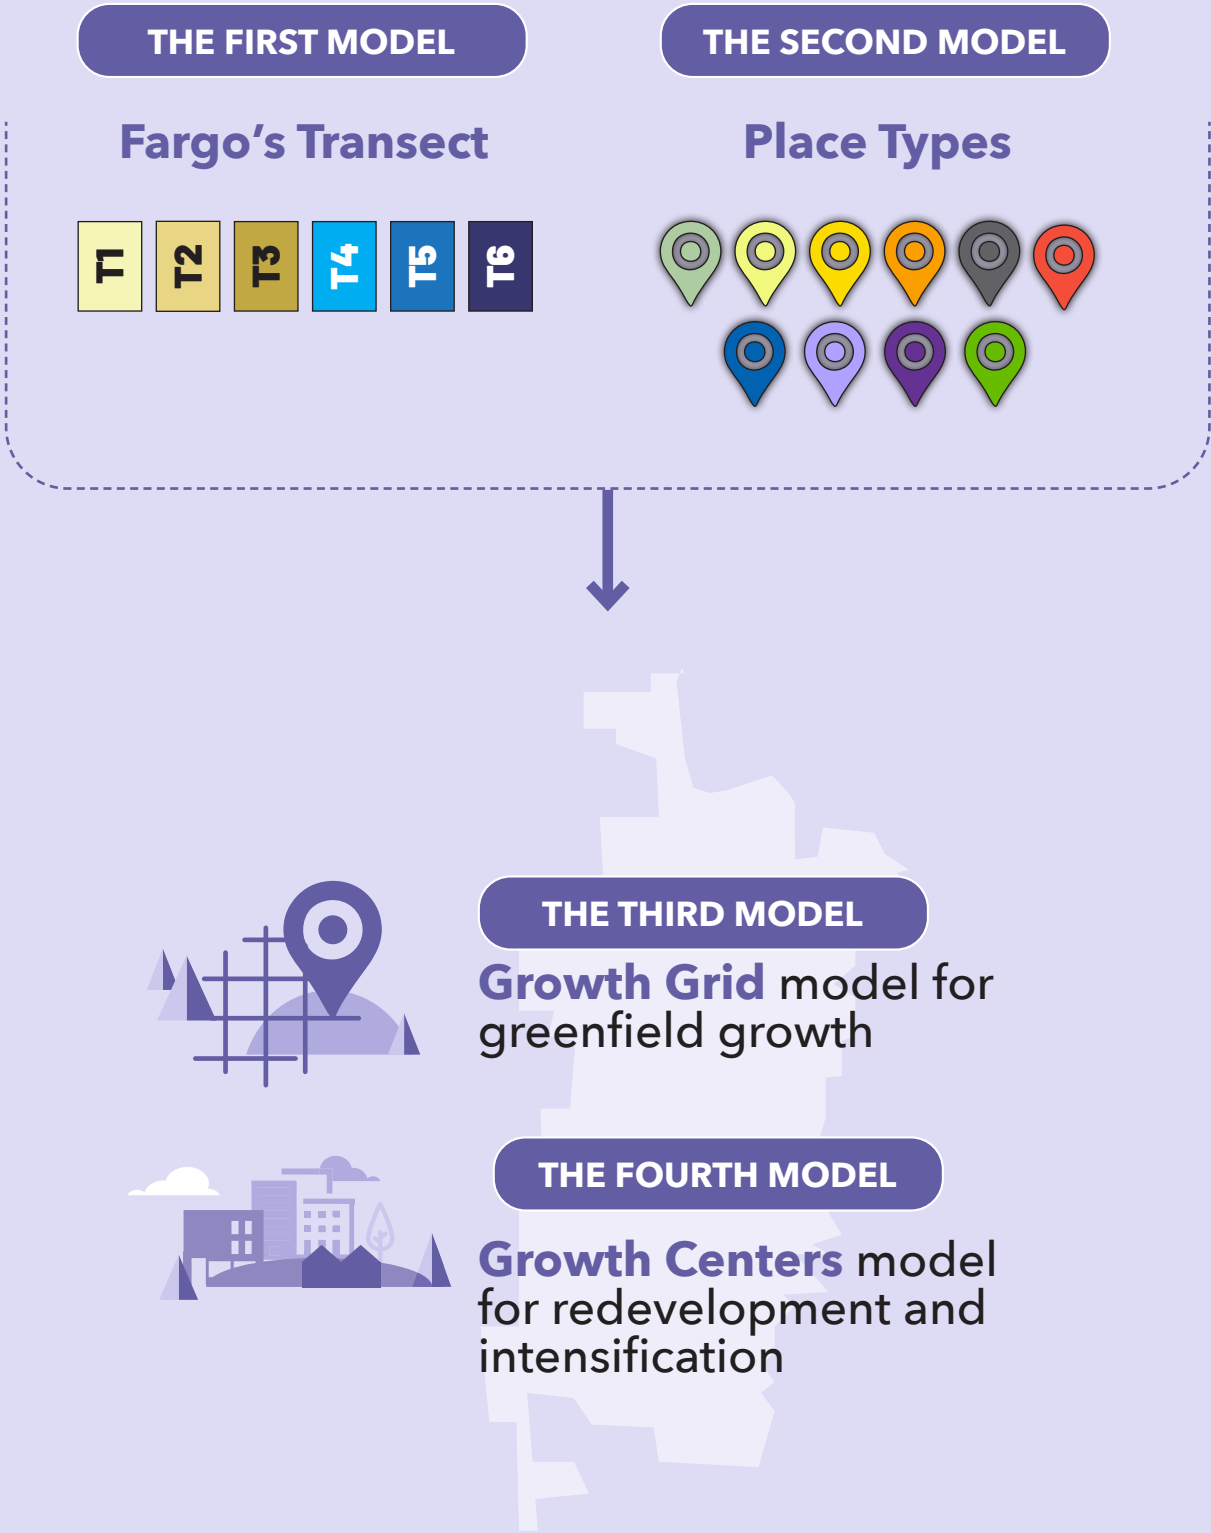 THE FIRST MODEL
THE SECOND MODEL
Fargo's Transect
Place Types
T1
T2
T3
T4
T5
T6
THE THIRD MODEL
Growth Grid model for
greenfield growth
THE FOURTH MODEL
Growth Centers model
for redevelopment and
intensification